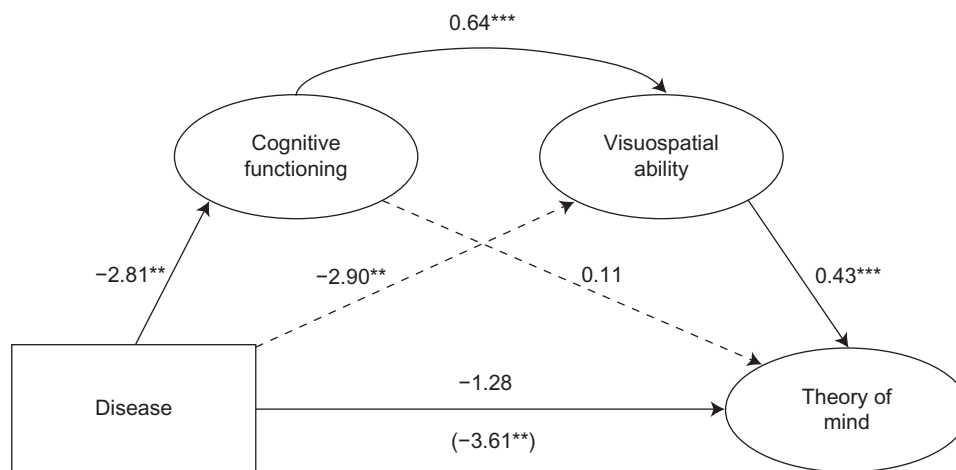 0.64***
Cognitive
functioning
Visuospatial
ability
−2.81**
−2.90**
0.11
0.43***
Disease
−1.28
(−3.61**)
Theory of
mind